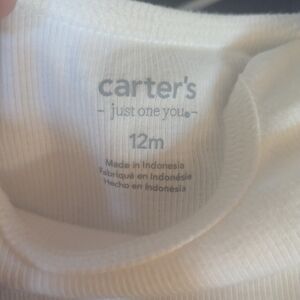 carter's
- just one you® -
12m
Made in Indonesia
Fabriqué en Indonésie
Hecho en Indonesia